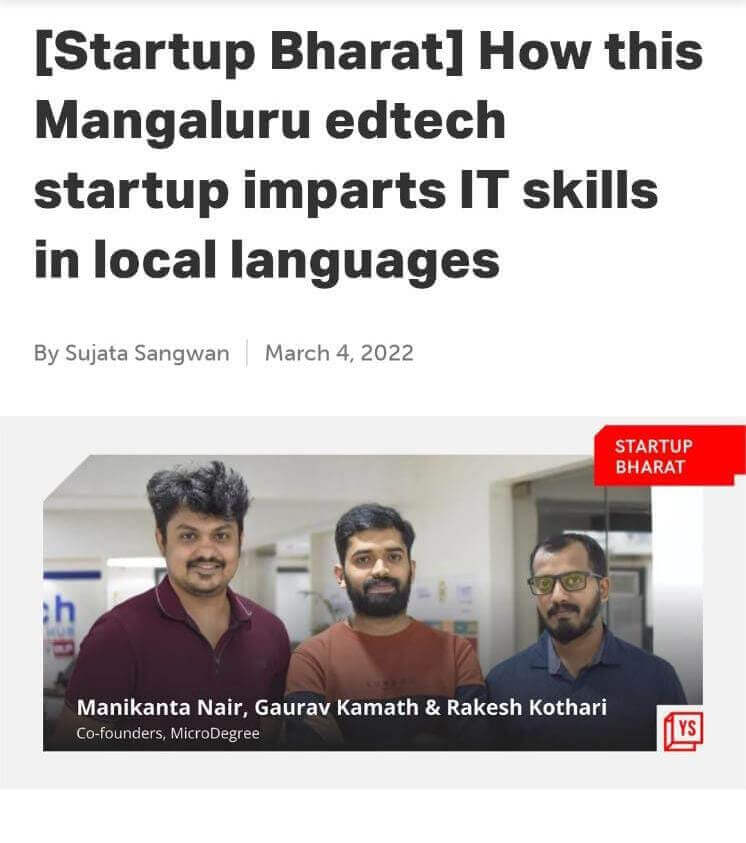 [Startup Bharat] How this
Mangaluru edtech
startup imparts IT skills
in local languages
By Sujata Sangwan | March 4, 2022
STARTUP
BHARAT
Manikanta Nair, Gaurav Kamath & Rakesh Kothari
Co-founders, MicroDegree
YS